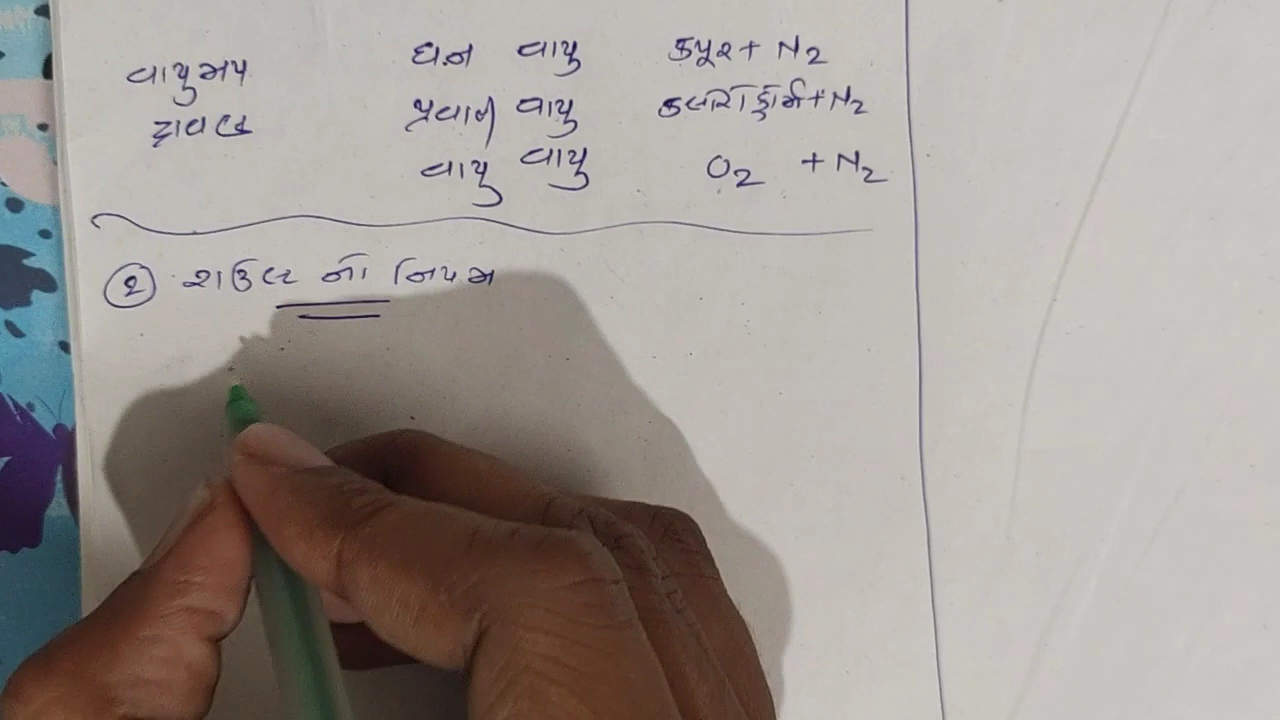 વાયુમય ઘન વાયુ કપૂર + N2
દ્રાવણ પ્રવાહી વાયુ ક્લોરોફોર્મ + N2
વાયુ વાયુ O2 + N2
② રાઉલ્ટ નો નિયમ